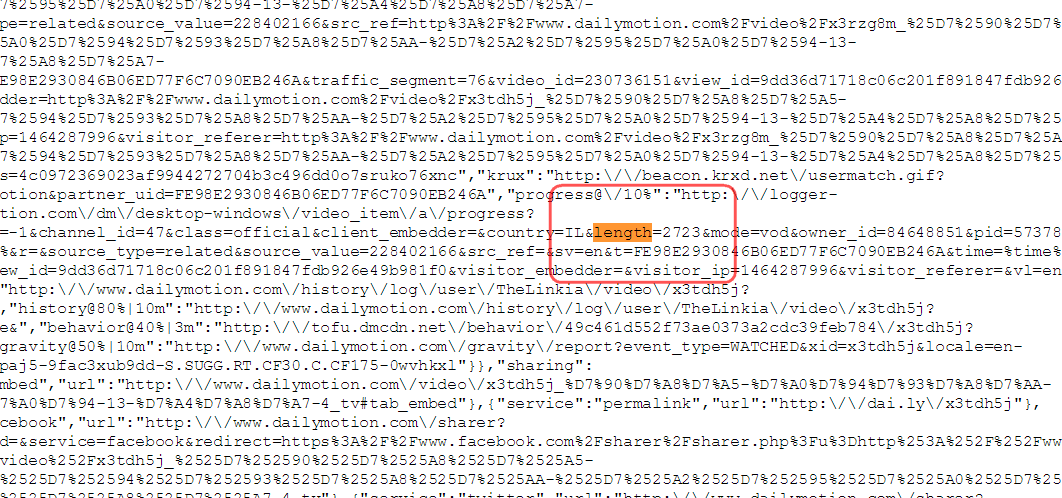 7%2595%25D7%25A0%25D7%2594-13-%25D7%25A4%25D7%25A8%25D7%25A7-
pe=related&source_value=228402166&src_ref=http%3A%2F%2Fwww.dailymotion.com%2Fvideo%2Fx3rzg8m_%25D7%2590%25D7%
5A0%25D7%2594%25D7%2593%25D7%25A8%25D7%25AA-%25D7%25A2%25D7%2595%25D7%25A0%25D7%2594-13-
7%25A8%25D7%25A7-
E98E2930846B06ED77F6C7090EB246A&traffic_segment=76&video_id=230736151&view_id=9dd36d71718c06c201f891847fdb926
dder=http%3A%2F%2Fwww.dailymotion.com%2Fvideo%2Fx3tdh5j_%25D7%2590%25D7%25A8%25D7%25A5-
7%2594%25D7%2593%25D7%25A8%25D7%25AA-%25D7%25A2%25D7%2595%25D7%25A0%25D7%2594-13-%25D7%25A4%25D7%25A8%25D7%25
p=1464287996&visitor_referer=http%3A%2F%2Fwww.dailymotion.com%2Fvideo%2Fx3rzg8m_%25D7%2590%25D7%25A8%25D7%25A
7%2594%25D7%2593%25D7%25A8%25D7%25AA-%25D7%25A2%25D7%2595%25D7%25A0%25D7%2594-13-%25D7%25A4%25D7%25A8%25D7%25
s=4c0972369023af9944272704b3c496dd0o7sruko76xnc","krux":"http:\/\/beacon.krxd.net\/usermatch.gif?
otion&partner_uid=FE98E2930846B06ED77F6C7090EB246A","progress@\/10%":"http:\/\/logger-
tion.com\/dm\/desktop-windows\/video_item\/a\/progress?
=-1&channel_id=47&class=official&client_embedder=&country=IL&length=2723&mode=vod&owner_id=84648851&pid=57378
%&r=&source_type=related&source_value=228402166&src_ref=&sv=en&t=FE98E2930846B06ED77F6C7090EB246A&time=%time%
ew_id=9dd36d71718c06c201f891847fdb926e49b981f0&visitor_embedder=&visitor_ip=1464287996&visitor_referer=&vl=en
"http:\/\/www.dailymotion.com\/history\/log\/user\/TheLinkia\/video\/x3tdh5j?
,"history@80%|10m":"http:\/\/www.dailymotion.com\/history\/log\/user\/TheLinkia\/video\/x3tdh5j?
e&","behavior@40%|3m":"http:\/\/tofu.dmcdn.net\/behavior\/49c461d552f73ae0373a2cdc39feb784\/x3tdh5j?
gravity@50%|10m":"http:\/\/www.dailymotion.com\/gravity\/report?event_type=WATCHED&xid=x3tdh5j&locale=en-
paj5-9fac3xub9dd-S.SUGG.RT.CF30.C.CF175-0wvhkxl"}},"sharing":
mbed","url":"http:\/\/www.dailymotion.com\/video\/x3tdh5j_%D7%90%D7%A8%D7%A5-%D7%A0%D7%94%D7%93%D7%A8%D7%AA-
7%A0%D7%94-13-%D7%A4%D7%A8%D7%A7-4_tv#tab_embed"},{"service":"permalink","url":"http:\/\/dai.ly\/x3tdh5j"},
cebook","url":"http:\/\/www.dailymotion.com\/sharer?
d=&service=facebook&redirect=https%3A%2F%2Fwww.facebook.com%2Fsharer%2Fsharer.php%3Fu%3Dhttp%253A%252F%252Fww
video%252Fx3tdh5j_%2525D7%252590%2525D7%2525A8%2525D7%2525A5-
%2525D7%252594%2525D7%252593%2525D7%2525A8%2525D7%2525AA-%2525D7%2525A2%2525D7%252595%2525D7%2525A0%2525D7%25